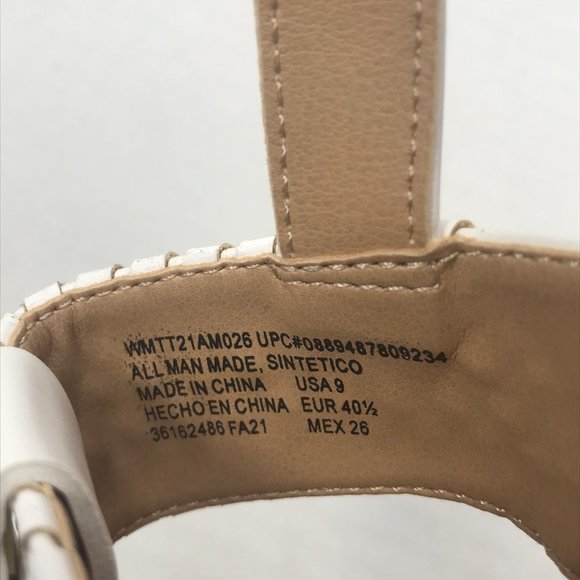 WMTT21AM026 UPC#0889487809234
ALL MAN MADE, SINTETICO
MADE IN CHINA USA 9
HECHO EN CHINA EUR 40½
36162486 FA21 MEX 26